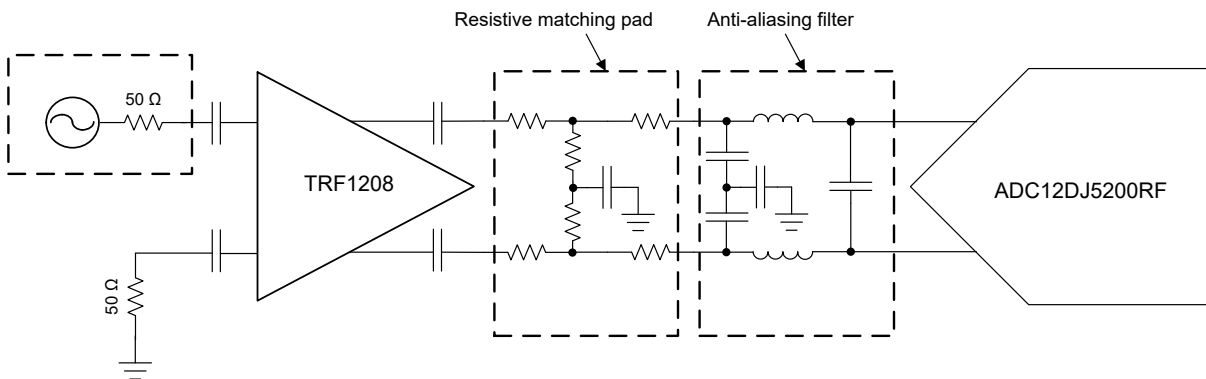 Resistive matching pad
Anti-aliasing filter
50 Ω
TRF1208
ADC12DJ5200RF
50 Ω